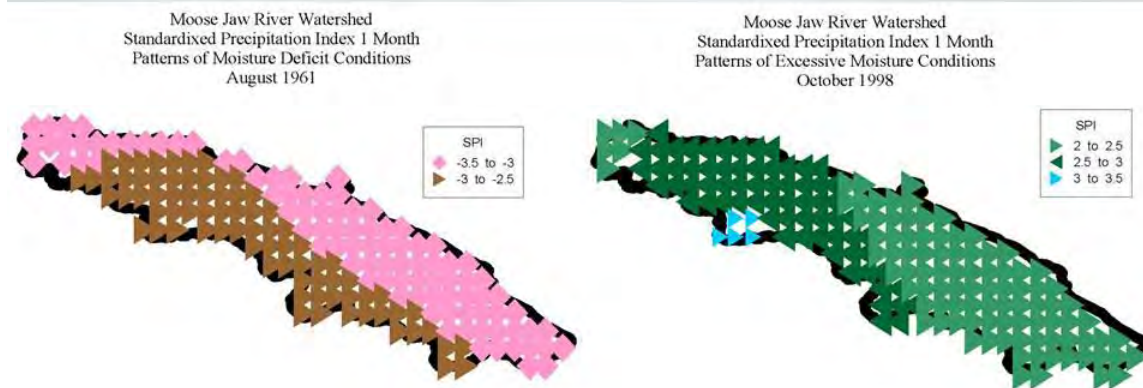 Moose Jaw River Watershed
Standardixed Precipitation Index 1 Month
Patterns of Moisture Deficit Conditions
August 1961
SPI
-3.5 to -3
-3 to -2.5
Moose Jaw River Watershed
Standardixed Precipitation Index 1 Month
Patterns of Excessive Moisture Conditions
October 1998
SPI
2 to 2.5
2.5 to 3
3 to 3.5